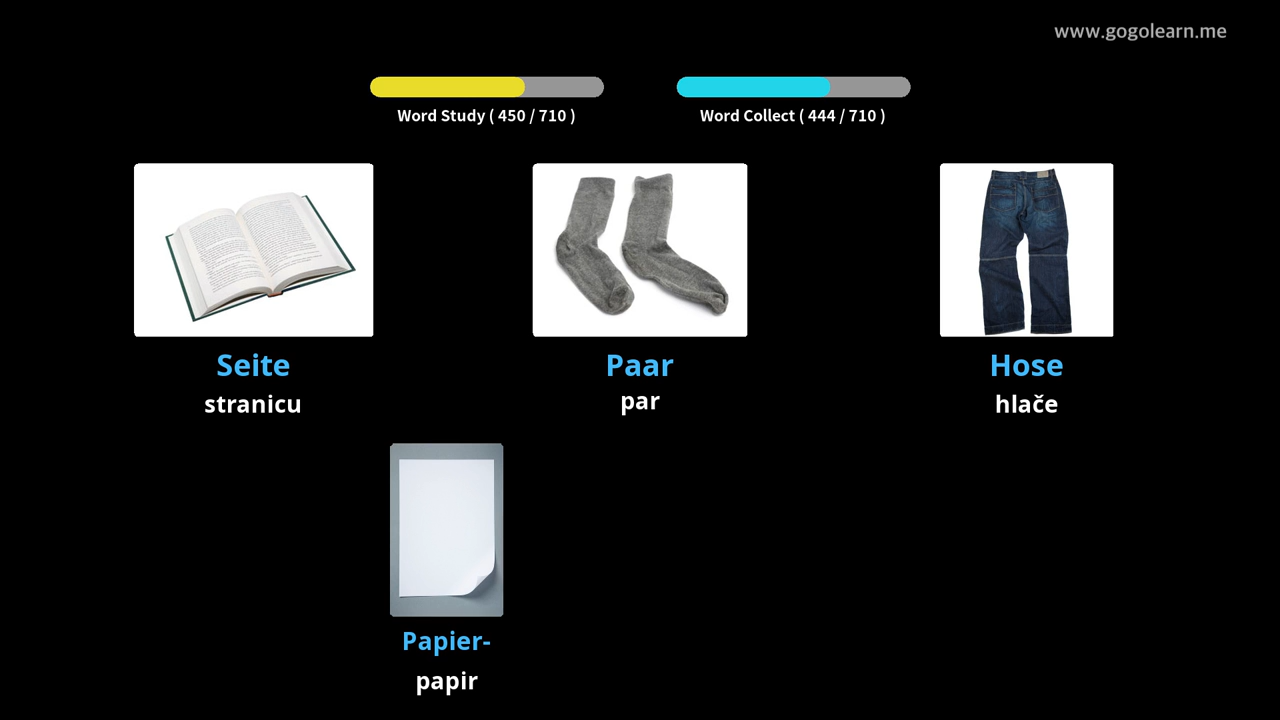 www.gogolearn.me
Word Study ( 450 / 710 )
Word Collect ( 444 / 710 )
Seite
stranicu
Paar
par
Hose
hlače
Papier-
papir